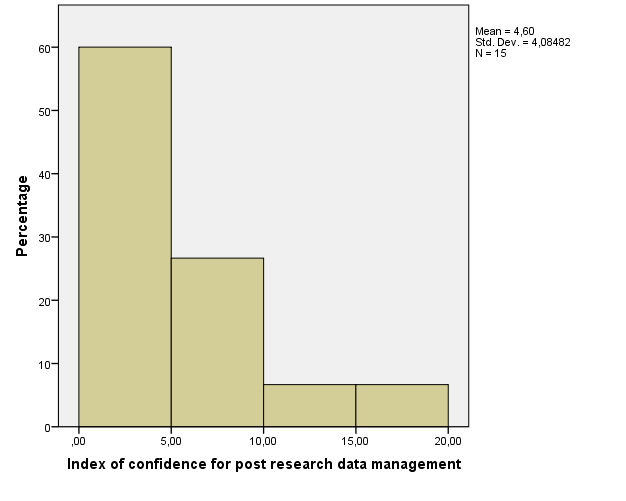 Mean = 4,60
Std. Dev. = 4,08482
N = 15
60
50
40
30
20
10
0
Percentage
,00 5,00 10,00 15,00 20,00
Index of confidence for post research data management